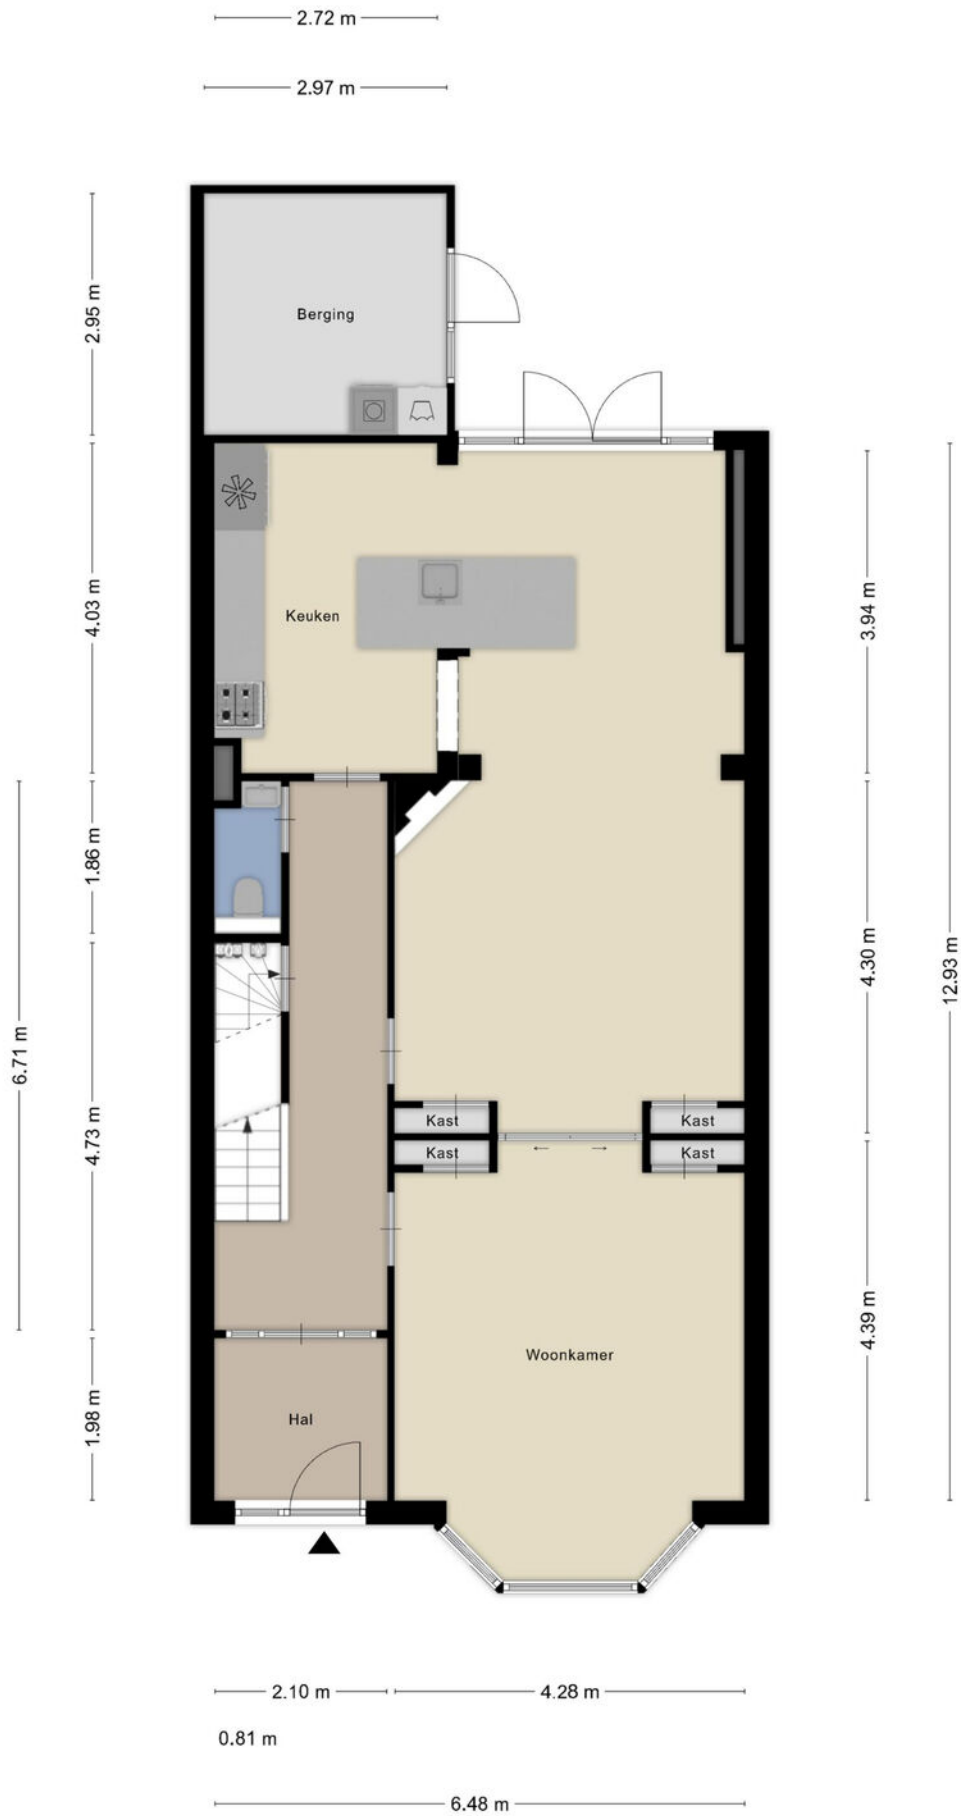 2.72 m
2.97 m
2.95 m
Berging
4.03 m
3.94 m
Keuken
1.86 m
4.30 m
12.93 m
6.71 m
4.73 m
Kast
Kast
Kast
Kast
4.39 m
Woonkamer
1.98 m
Hal
2.10 m
4.28 m
0.81 m
6.48 m